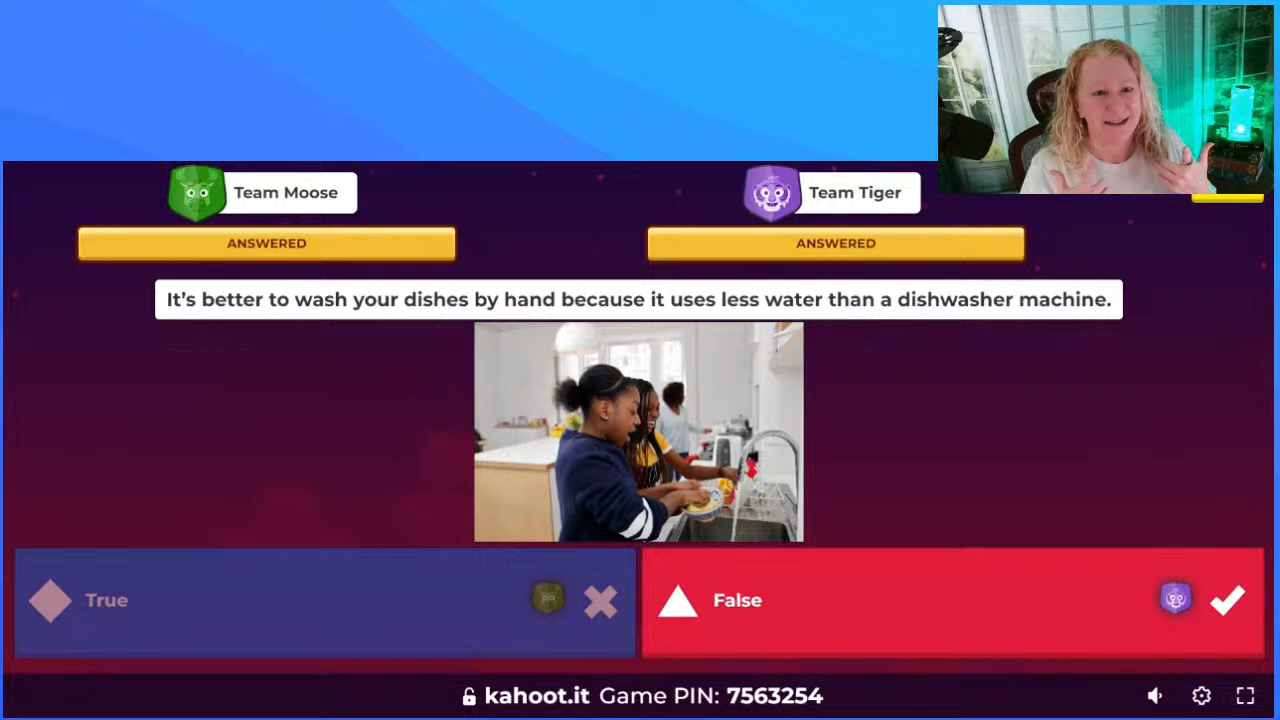 Team Moose
Team Tiger
ANSWERED
ANSWERED
It's better to wash your dishes by hand because it uses less water than a dishwasher machine.
True
False
kahoot.it Game PIN: 7563254